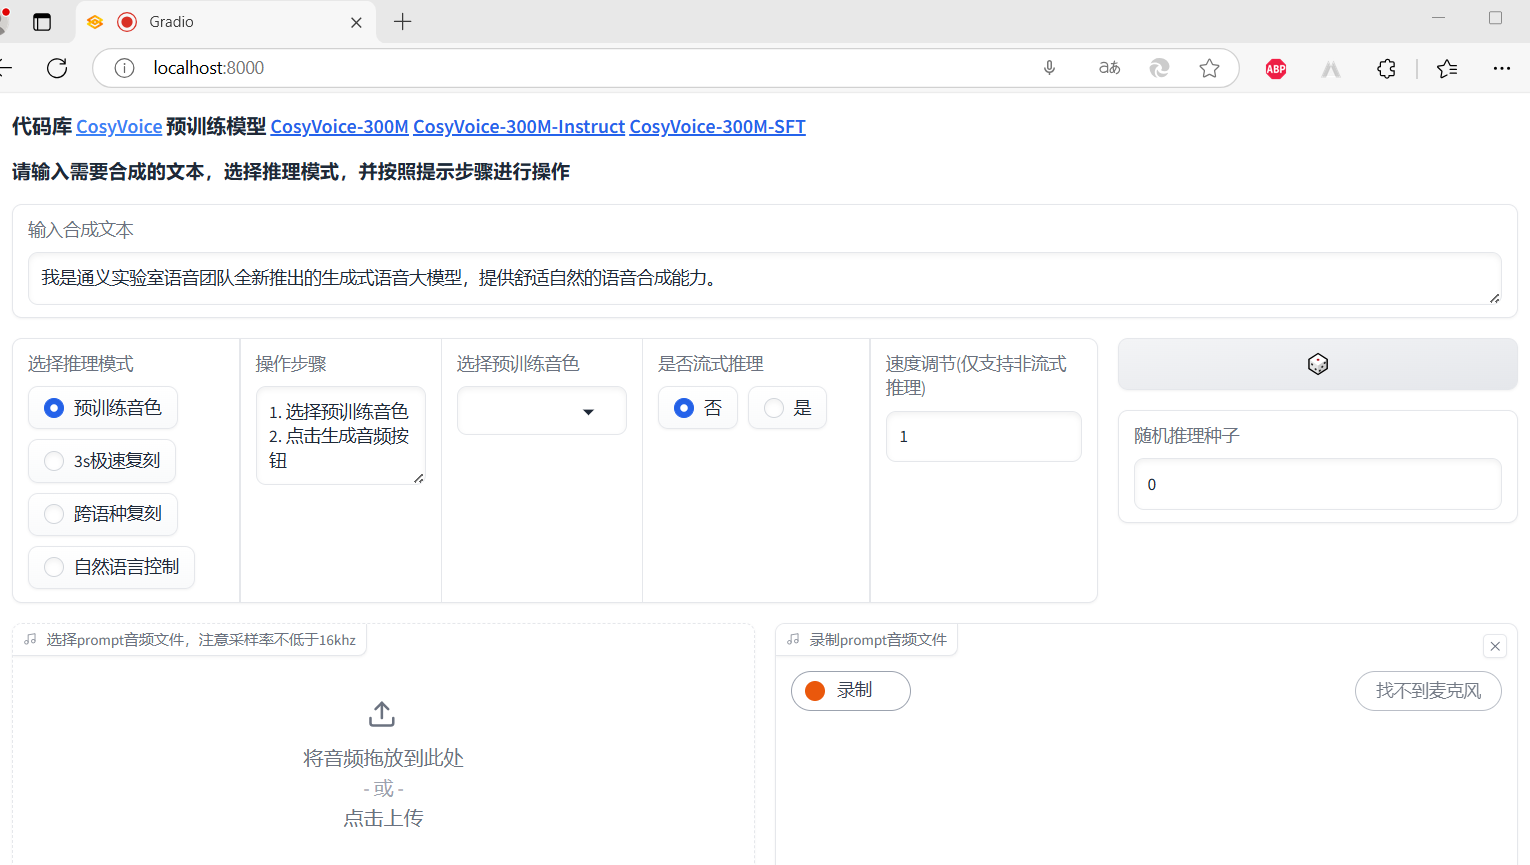 Gradio
localhost:8000
aあ
ABP
代码库 CosyVoice 预训练模型 CosyVoice-300M CosyVoice-300M-Instruct CosyVoice-300M-SFT
请输入需要合成的文本，选择推理模式，并按照提示步骤进行操作
输入合成文本
我是通义实验室语音团队全新推出的生成式语音大模型，提供舒适自然的语音合成能力。
选择推理模式
预训练音色
3s极速复刻
跨语种复刻
自然语言控制
操作步骤
1. 选择预训练音色
2. 点击生成音频按
钮
选择预训练音色
是否流式推理
否
是
速度调节(仅支持非流式
推理)
1
随机推理种子
0
选择prompt音频文件，注意采样率不低于16khz
将音频拖放到此处
- 或 -
点击上传
录制prompt音频文件
录制
找不到麦克风